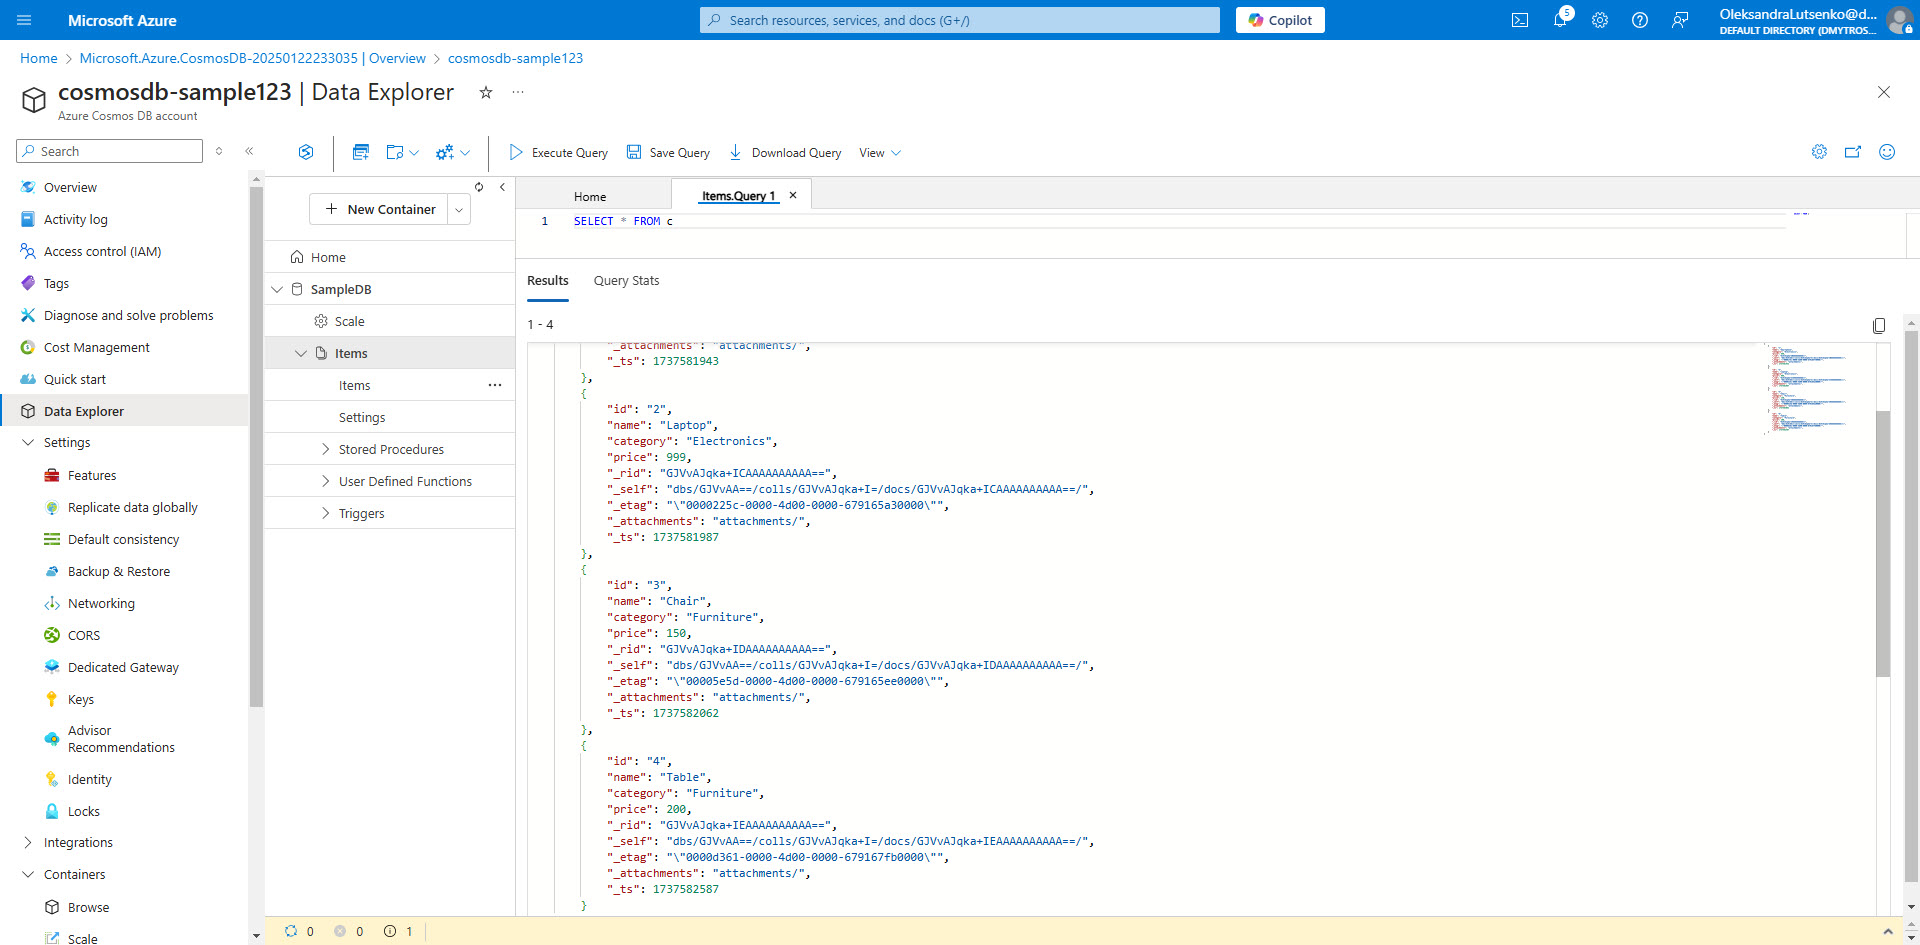 Microsoft Azure
Search resources, services, and docs (G+/)
Copilot
5
OleksandraLutsenko@d...
DEFAULT DIRECTORY (DMYTROS...
Home > Microsoft.Azure.CosmosDB-20250122233035 | Overview > cosmosdb-sample123
cosmosdb-sample123 | Data Explorer
Azure Cosmos DB account
Search
Execute Query
Save Query
Download Query
View
Overview
Activity log
Access control (IAM)
Tags
Diagnose and solve problems
Cost Management
Quick start
Data Explorer
Settings
Features
Replicate data globally
Default consistency
Backup & Restore
Networking
CORS
Dedicated Gateway
Keys
Advisor
Recommendations
Identity
Locks
Integrations
Containers
Browse
Scale
New Container
Home
SampleDB
Scale
Items
Items
Settings
Stored Procedures
User Defined Functions
Triggers
Home
Items.Query 1
1 SELECT * FROM c
Results
Query Stats
1 - 4
"_attachments": "attachments/",
"_ts": 1737581943
},
{
"id": "2",
"name": "Laptop",
"category": "Electronics",
"price": 999,
"_rid": "GJVvAJqka+ICAAAAAAAAAA==",
"_self": "dbs/GJVvAA==/colls/GJVvAJqka+I=/docs/GJVvAJqka+ICAAAAAAAAAA==/",
"_etag": "\"0000225c-0000-4d00-0000-679165a30000\"",
"_attachments": "attachments/",
"_ts": 1737581987
},
{
"id": "3",
"name": "Chair",
"category": "Furniture",
"price": 150,
"_rid": "GJVvAJqka+IDAAAAAAAAAA==",
"_self": "dbs/GJVvAA==/colls/GJVvAJqka+I=/docs/GJVvAJqka+IDAAAAAAAAAA==/",
"_etag": "\"00005e5d-0000-4d00-0000-679165ee0000\"",
"_attachments": "attachments/",
"_ts": 1737582062
},
{
"id": "4",
"name": "Table",
"category": "Furniture",
"price": 200,
"_rid": "GJVvAJqka+IEAAAAAAAAAA==",
"_self": "dbs/GJVvAA==/colls/GJVvAJqka+I=/docs/GJVvAJqka+IEAAAAAAAAAA==/",
"_etag": "\"0000d361-0000-4d00-0000-679167fb0000\"",
"_attachments": "attachments/",
"_ts": 1737582587
}
0 0 1